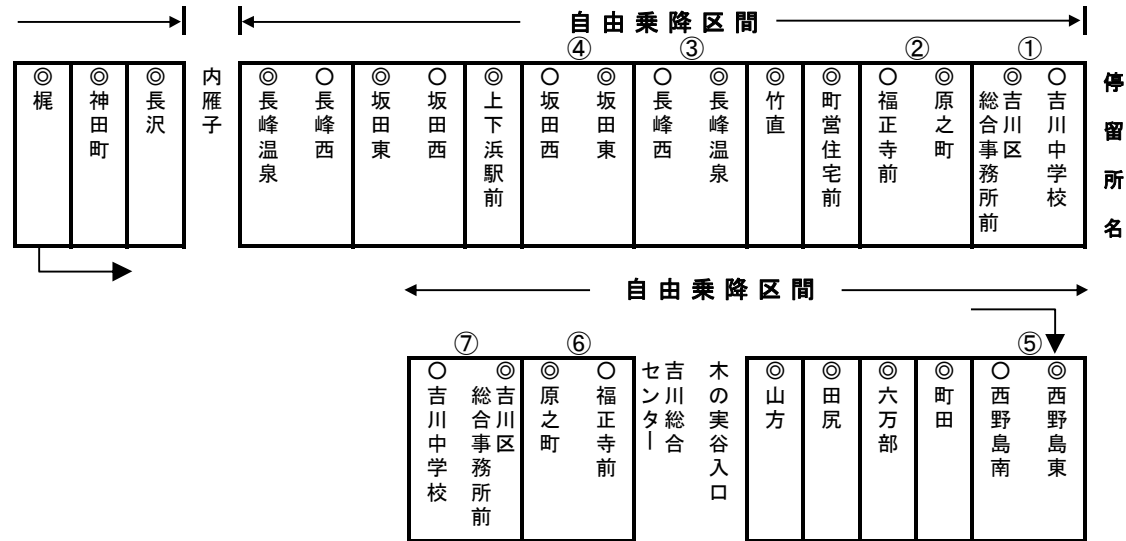 自由乗降区間
① ② ③ ④
停留所名
○吉川中学校
◎吉川区
総合事務所前
◎原之町
○福正寺前
◎町営住宅前
◎竹直
◎長峰温泉
○長峰西
◎坂田東
○坂田西
◎上下浜駅前
○坂田西
◎坂田東
○長峰西
◎長峰温泉
内雁子
◎長沢
◎神田町
◎梶
自由乗降区間
⑤ ⑥ ⑦
◎西野島東
○西野島南
◎町田
◎六万部
◎田尻
◎山方
木の実谷入口
吉川総合
センター
○福正寺前
◎原之町
◎吉川区
総合事務所前
○吉川中学校